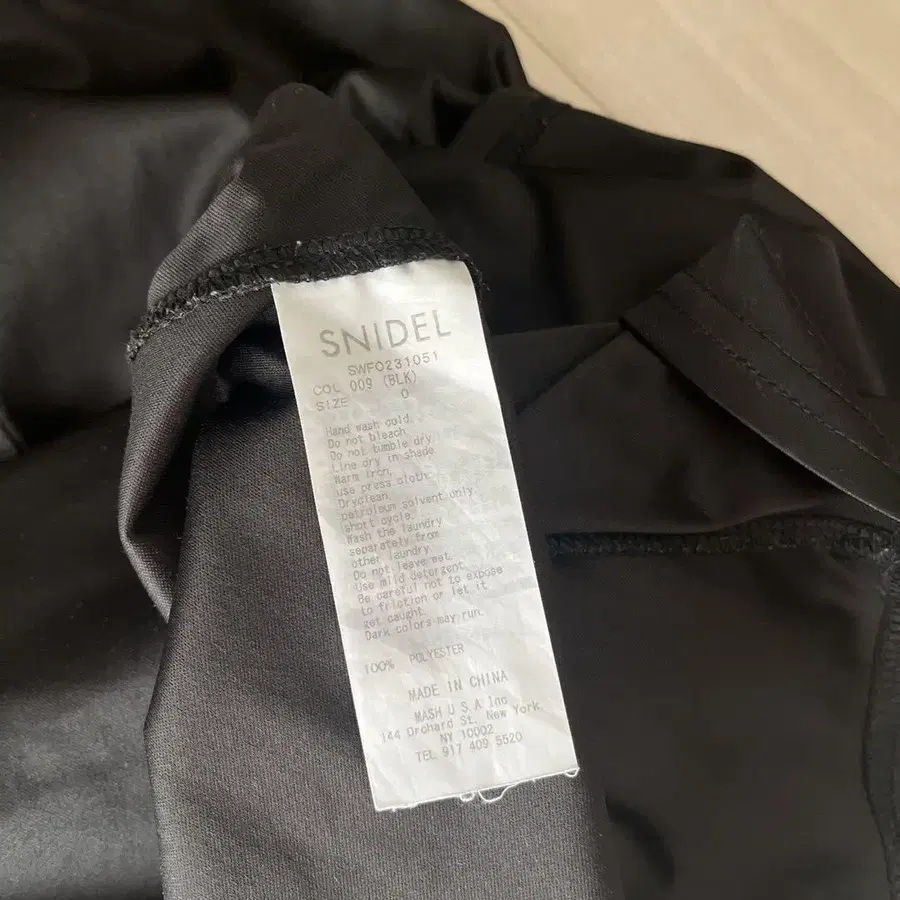 SNIDEL
SWFO231051
COL 009 (BLK)
SIZE 0
Hand wash cold.
Do not bleach.
Do not tumble dry.
Line dry in shade
Warm iron,
use press cloth.
Dryclean,
petroleum solvent only.
short cycle.
Wash the laundry
separately from
other laundry.
Do not leave wet.
Use mild detergent.
Be careful not to expose
to friction or let it
get caught.
Dark colors may run.
100% POLYESTER
MADE IN CHINA
MASH U S.A Inc
144 Orchard St. New York
NY 10002
TEL 917 409 5520